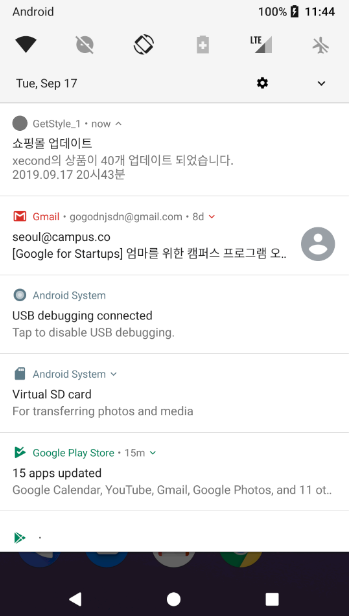 Android 100% 11:44
LTE
Tue, Sep 17
GetStyle_1 • now
쇼핑몰 업데이트
xecond의 상품이 40개 업데이트 되었습니다.
2019.09.17 20시43분
Gmail • gogodnjsdn@gmail.com • 8d
seoul@campus.co
[Google for Startups] 엄마를 위한 캠퍼스 프로그램 오..
Android System
USB debugging connected
Tap to disable USB debugging.
Android System
Virtual SD card
For transferring photos and media
Google Play Store • 15m
15 apps updated
Google Calendar, YouTube, Gmail, Google Photos, and 11 ot..